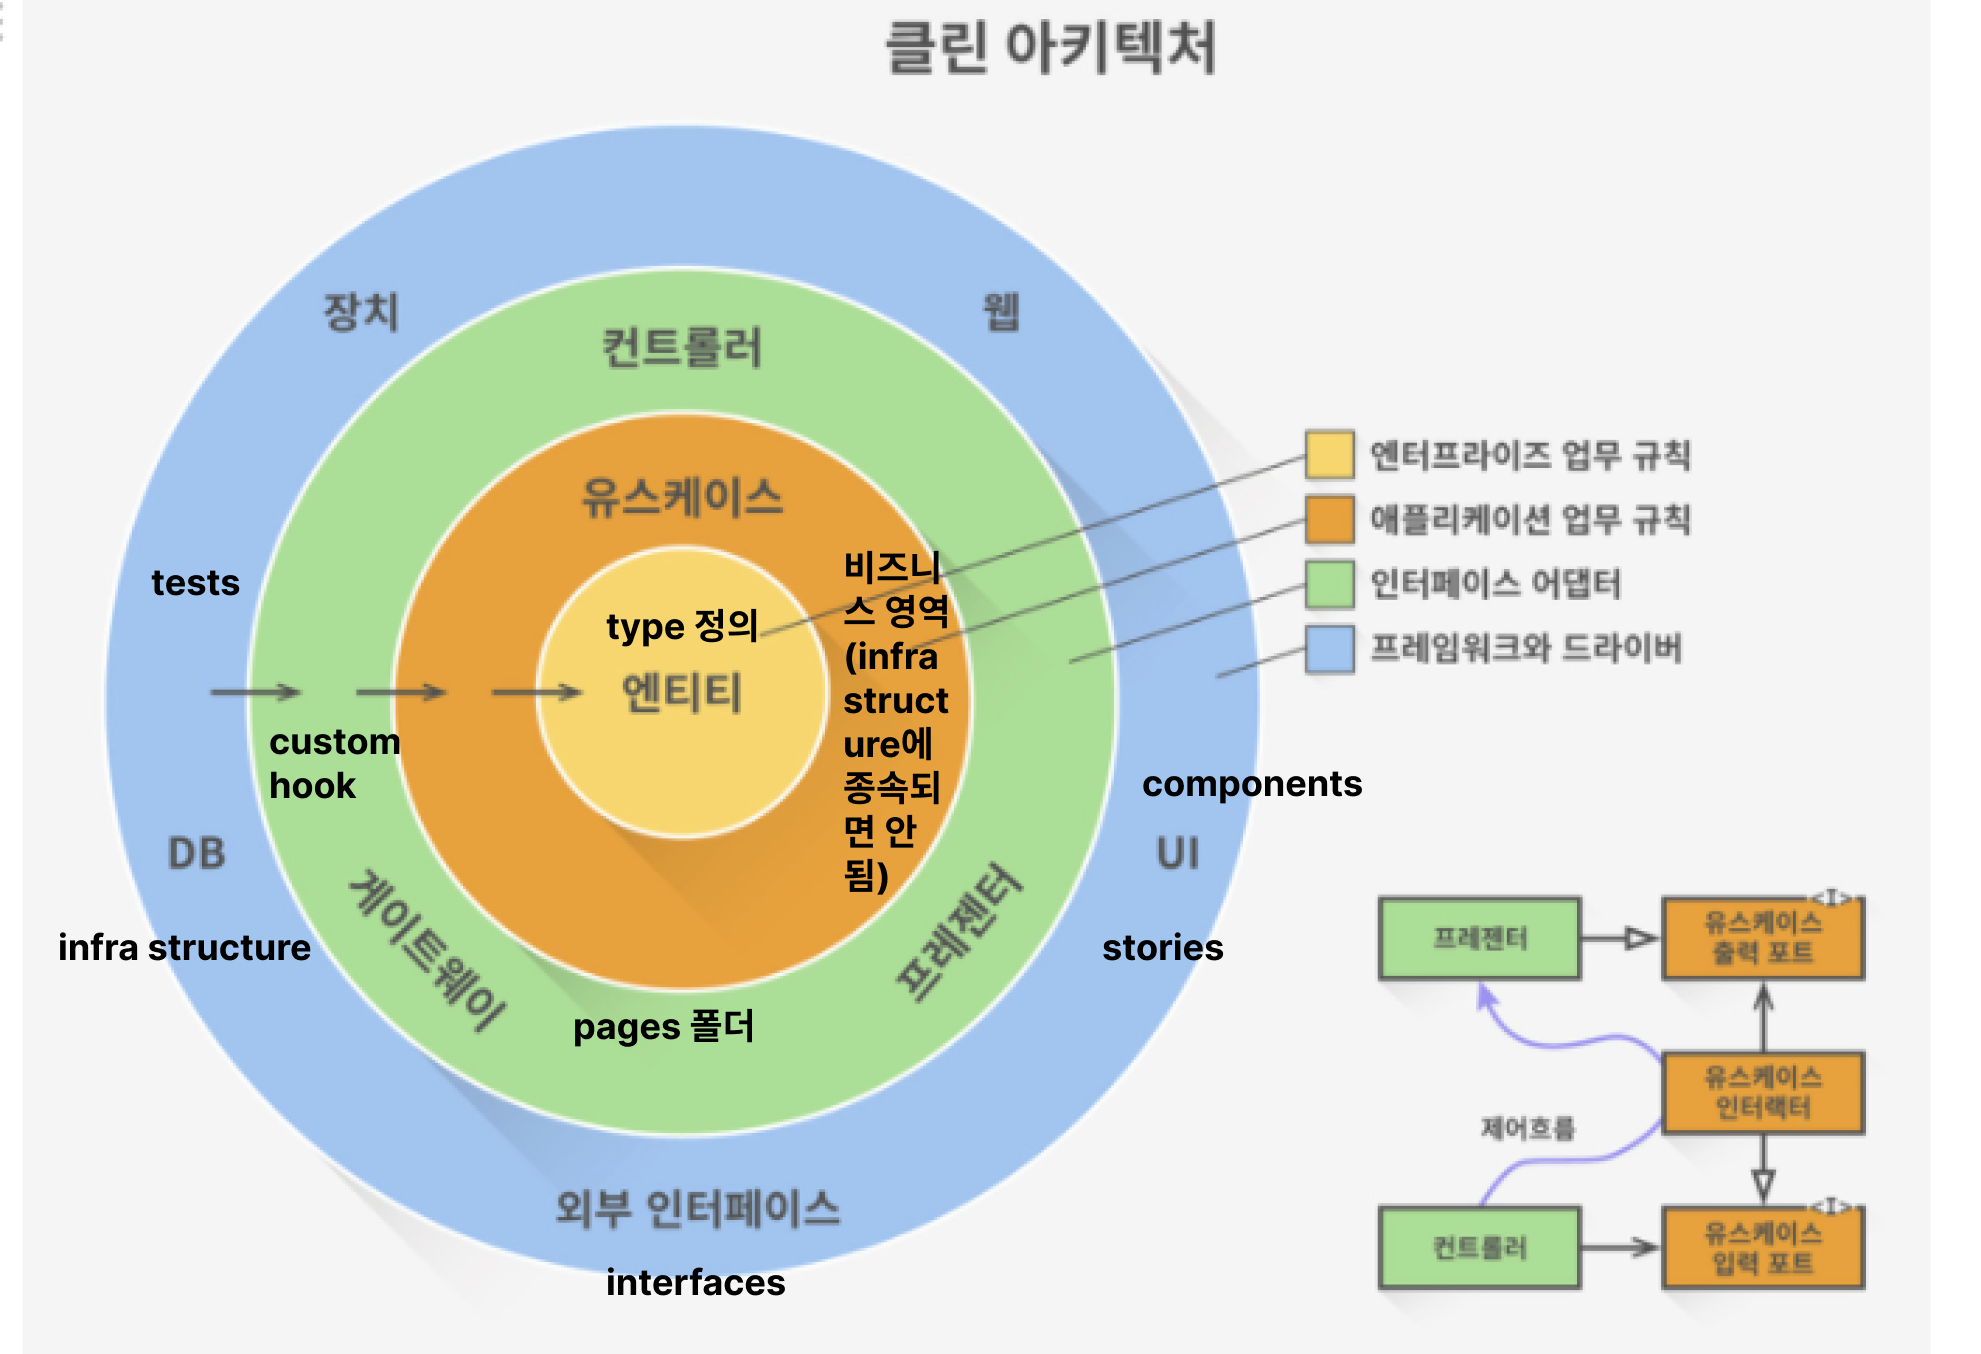 클린 아키텍처
장치
웹
컨트롤러
유스케이스
엔터프라이즈 업무 규칙
애플리케이션 업무 규칙
인터페이스 어댑터
프레임워크와 드라이버
tests
type 정의
엔티티
비즈니
스 영역
(infra
struct
ure에
종속되
면 안
됨)
custom
hook
components
DB
UI
게이트웨이
프레젠터
infra structure
stories
pages 폴더
외부 인터페이스
interfaces
프레젠터
<I>
유스케이스
출력 포트
유스케이스
인터랙터
제어흐름
컨트롤러
<I>
유스케이스
입력 포트